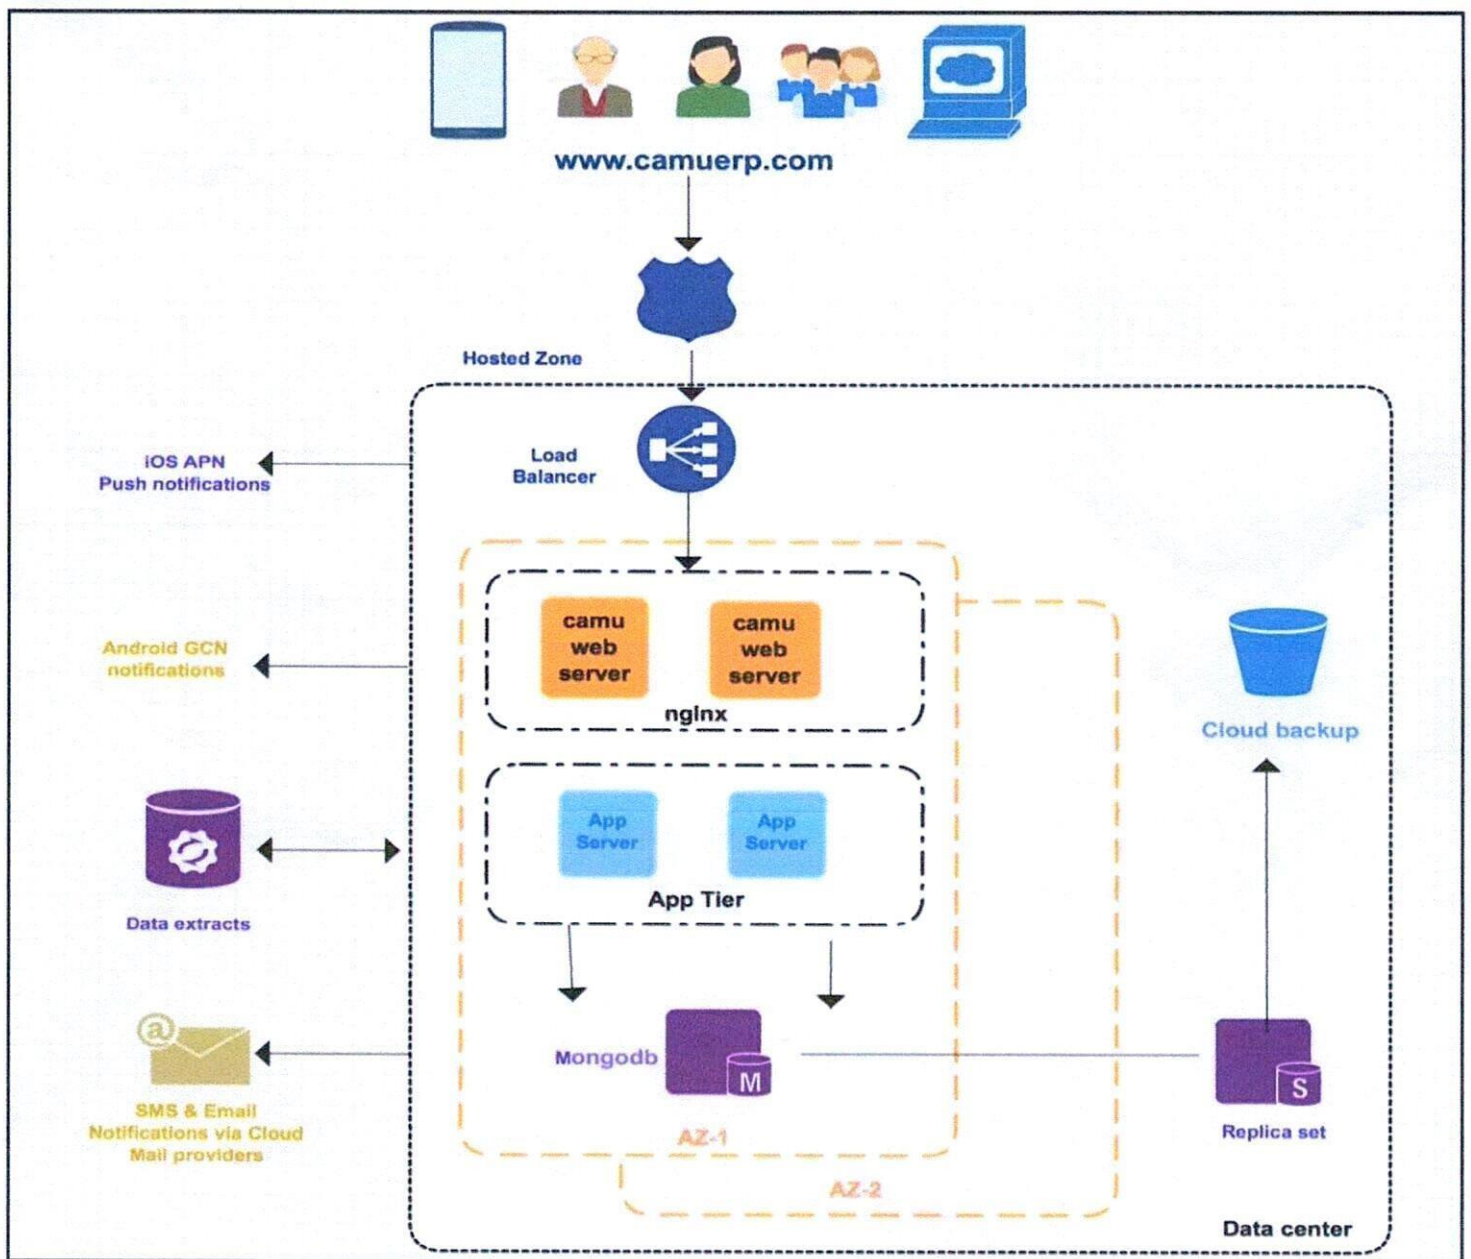 www.camuerp.com
Hosted Zone
Load
Balancer
iOS APN
Push notifications
camu
web
server
camu
web
server
nginx
Android GCN
notifications
Cloud backup
App
Server
App
Server
App Tier
Data extracts
Mongodb
M
S
@
SMS & Email
Notifications via Cloud
Mail providers
Replica set
AZ-1
AZ-2
Data center